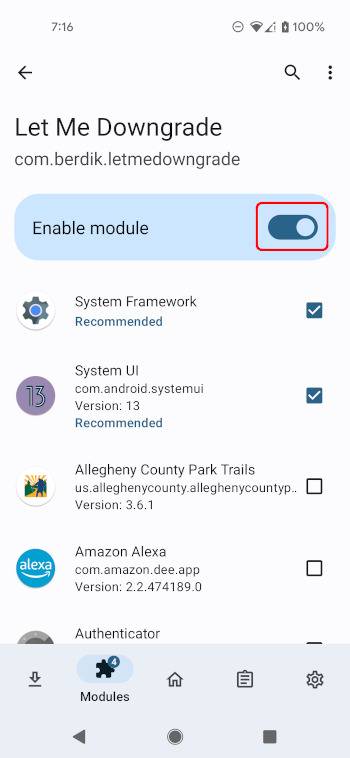 7:16
100%
Let Me Downgrade
com.berdik.letmedowngrade
Enable module
System Framework
Recommended
13
System UI
com.android.systemui
Version: 13
Recommended
Allegheny County Park Trails
us.alleghenycounty.alleghenycountyp..
Version: 3.6.1
alexa
Amazon Alexa
com.amazon.dee.app
Version: 2.2.474189.0
Authenticator
4
Modules